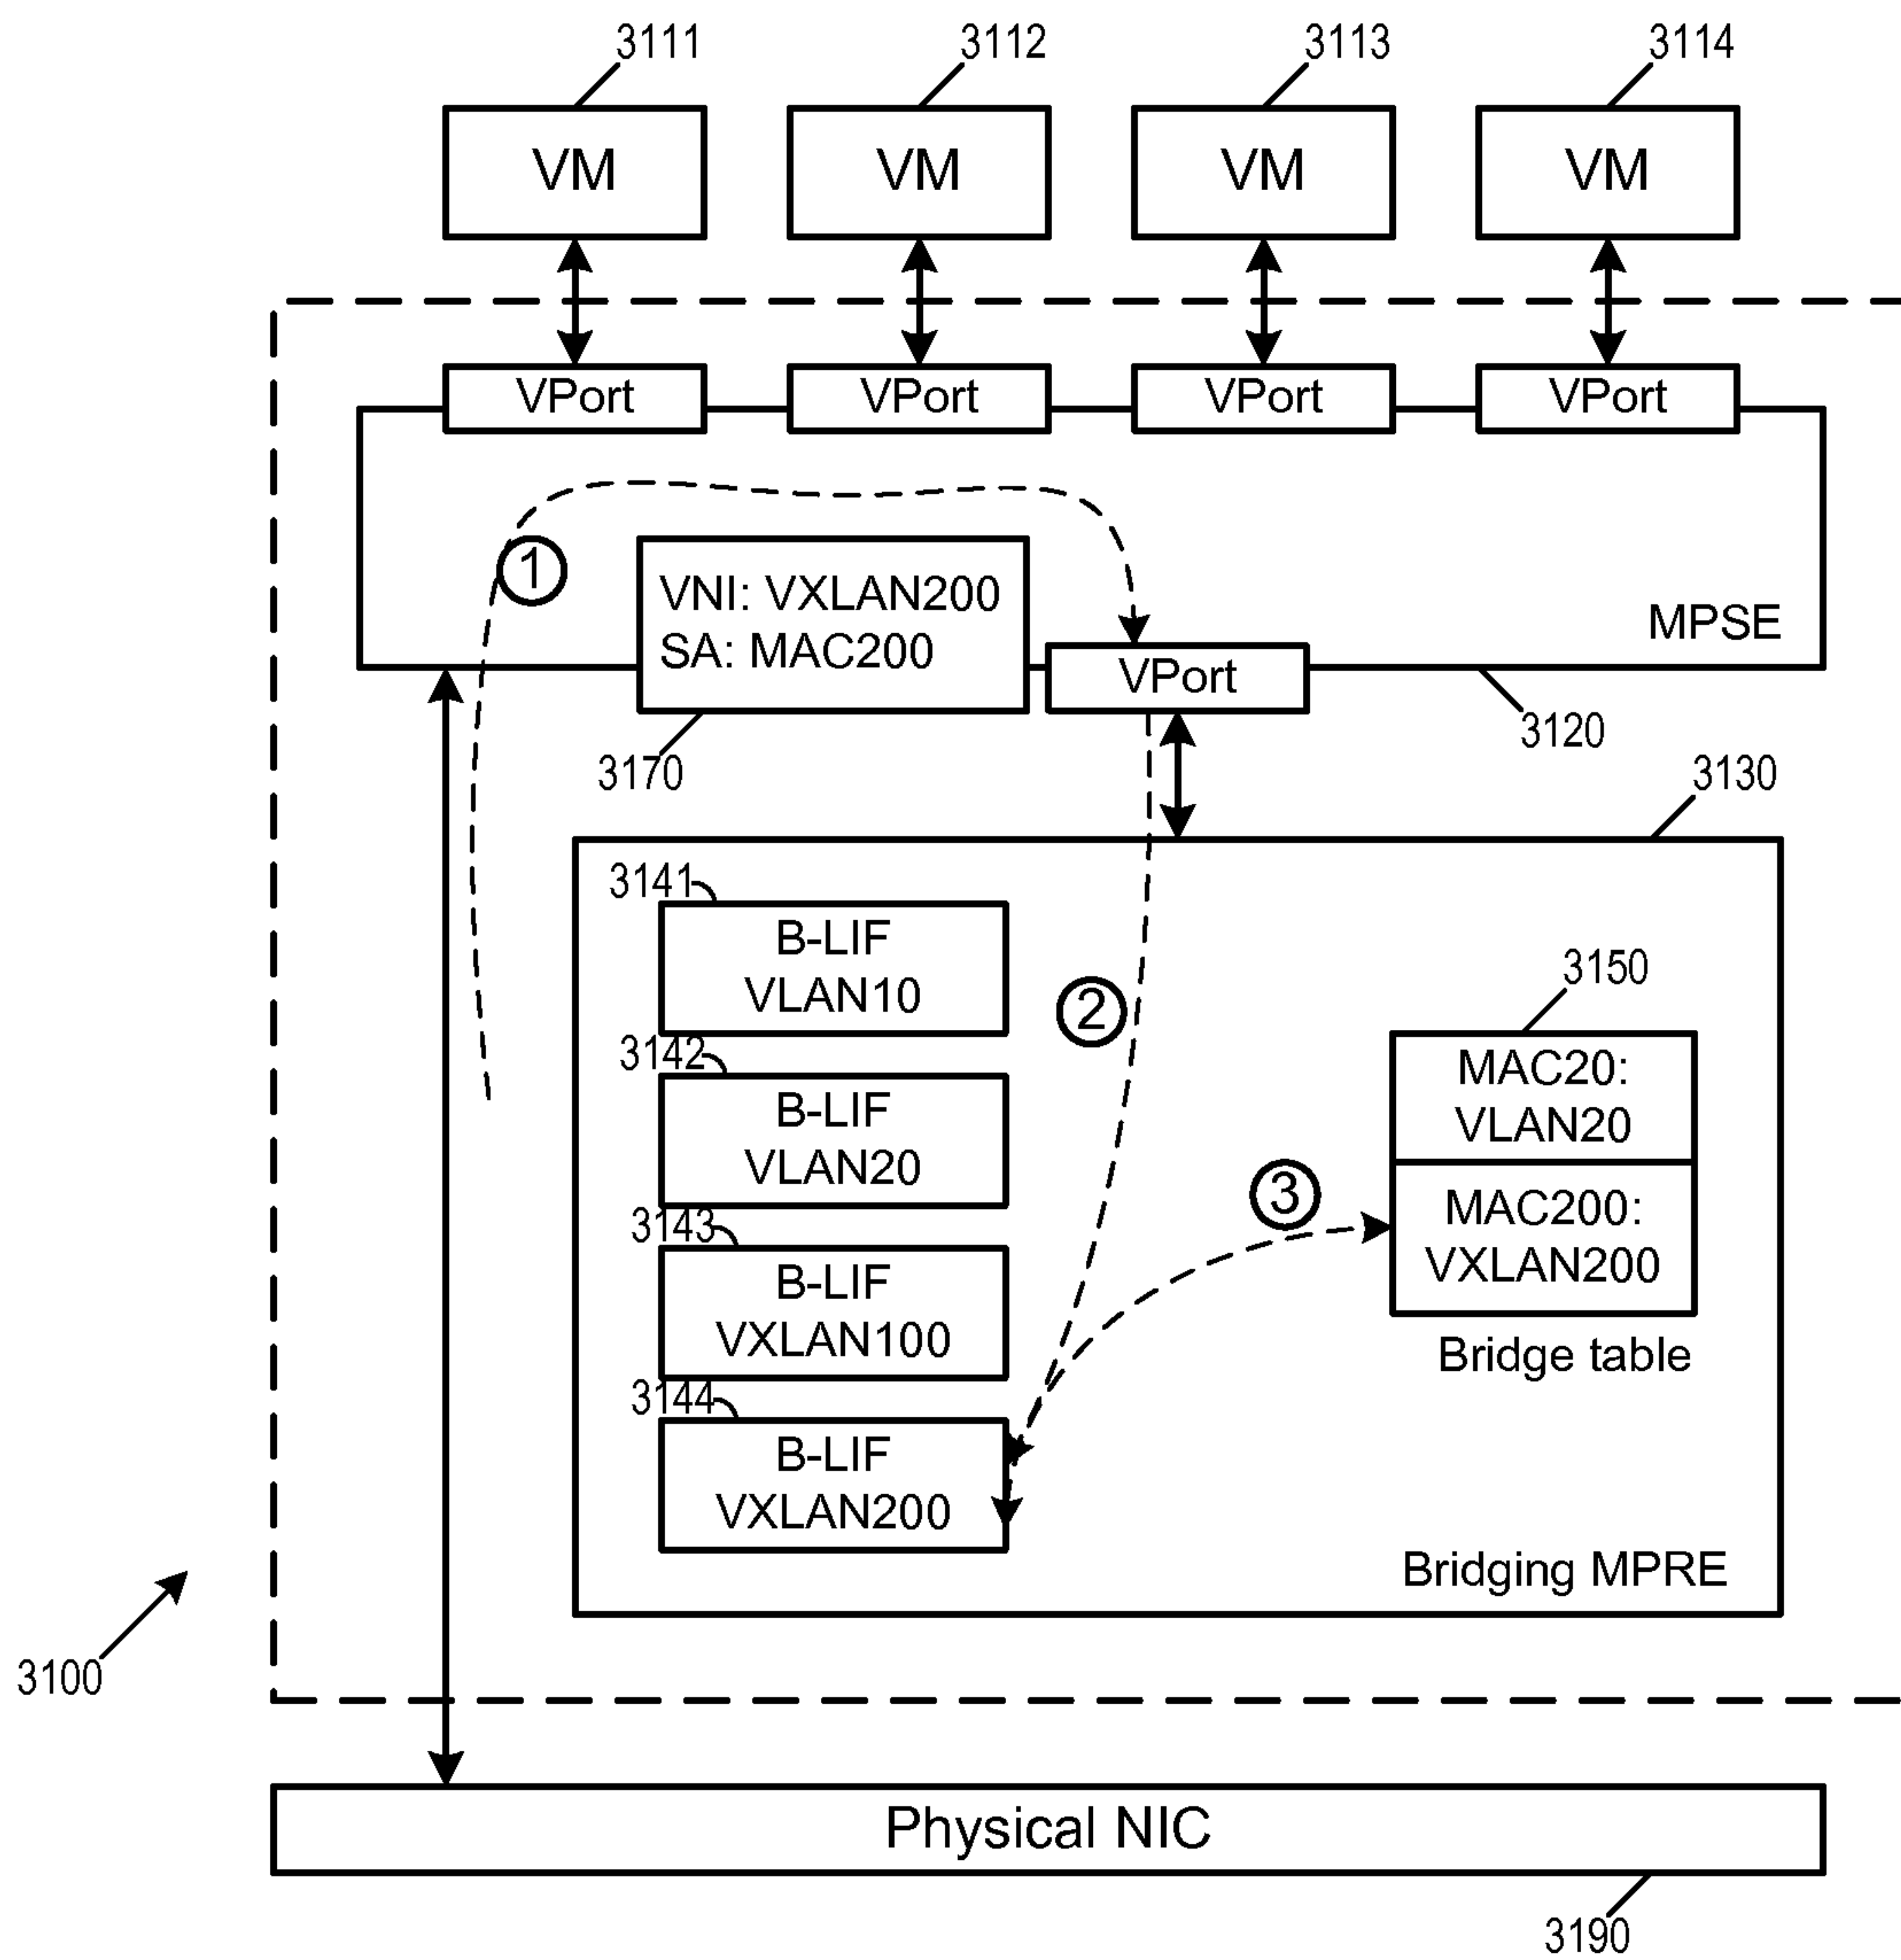 3111
3112
3113
3114
VM
VM
VM
VM
VPort
VPort
VPort
VPort
1
VNI: VXLAN200
SA: MAC200
MPSE
VPort
3170
3120
3130
3141
B-LIF
VLAN10
3142
B-LIF
VLAN20
3143
B-LIF
VXLAN100
3144
B-LIF
VXLAN200
2
3
3150
MAC20:
VLAN20
MAC200:
VXLAN200
Bridge table
Bridging MPRE
3100
Physical NIC
3190